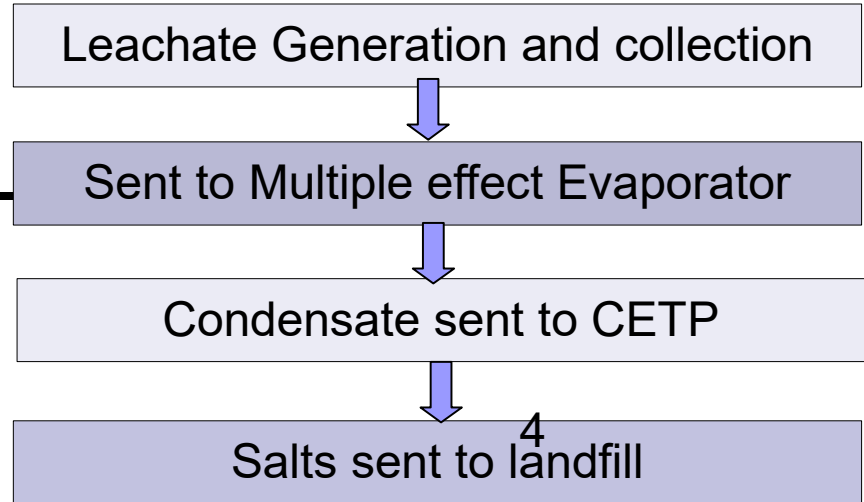 Leachate Generation and collection
Sent to Multiple effect Evaporator
Condensate sent to CETP
4
Salts sent to landfill